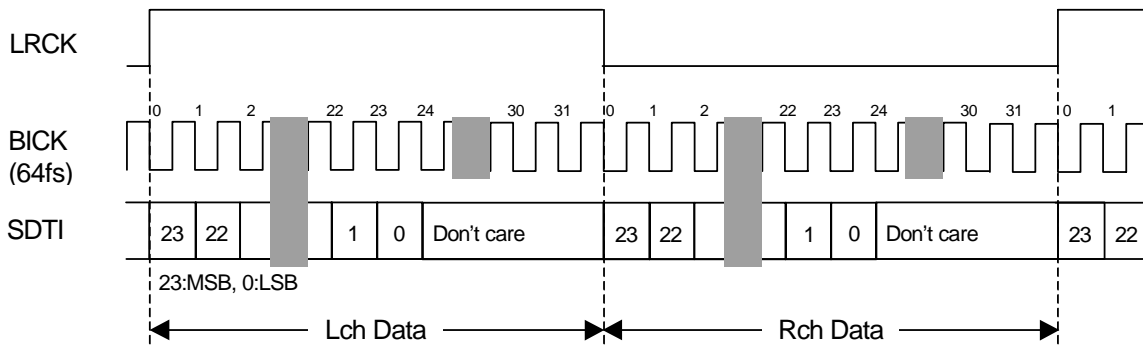 LRCK
0 1 2 22 23 24 30 31 0 1 2 22 23 24 30 31 0 1
BICK
(64fs)
SDTI 23 22 1 0 Don't care 23 22 1 0 Don't care 23 22
23:MSB, 0:LSB
Lch Data Rch Data